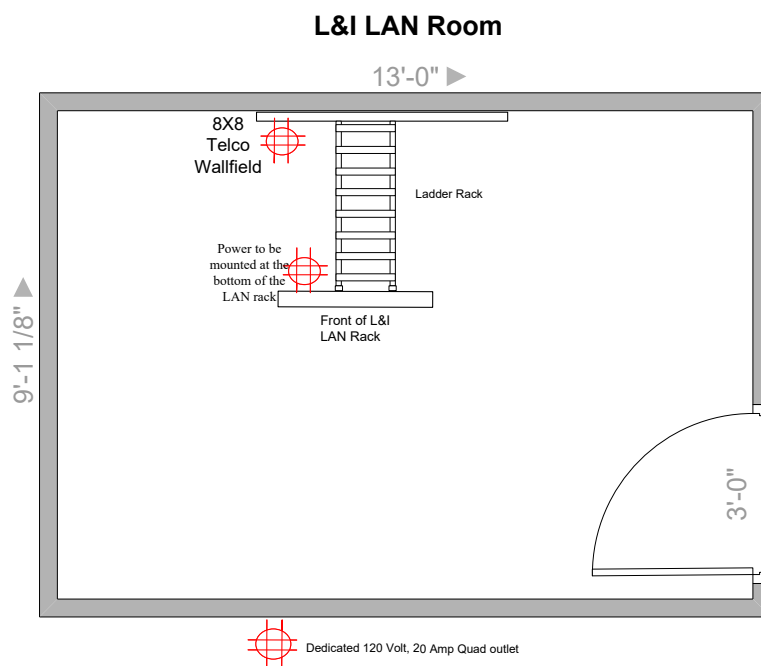 L&I LAN Room
13'-0"
8X8
Telco
Wallfield
Ladder Rack
Power to be
mounted at the
bottom of the
LAN rack
9'-1 1/8"
Front of L&I
LAN Rack
3'-0"
Dedicated 120 Volt, 20 Amp Quad outlet